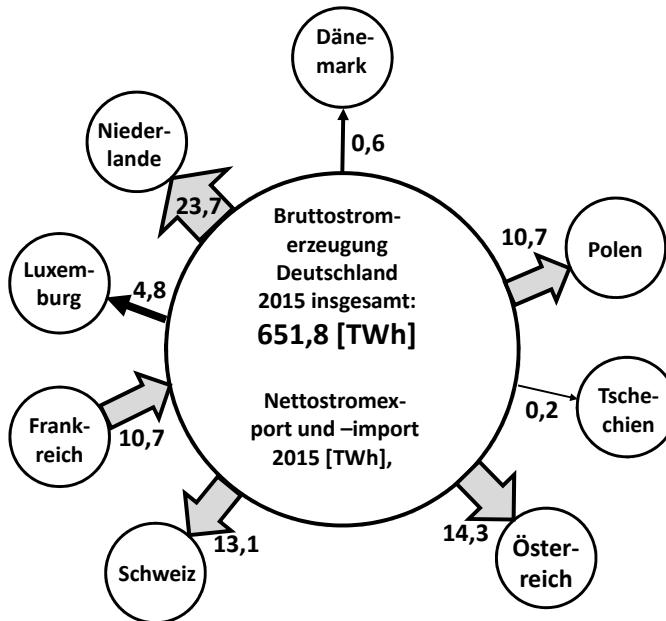 Däne-
mark
0,6
Nieder-
lande
23,7
Bruttostrom-
erzeugung
Deutschland
2015 insgesamt:
651,8 [TWh]
10,7
Polen
Luxem-
burg
4,8
Nettostromex-
port und –import
2015 [TWh],
Tsche-
chien
0,2
Frank-
reich
10,7
Schweiz
13,1
14,3
Öster-
reich